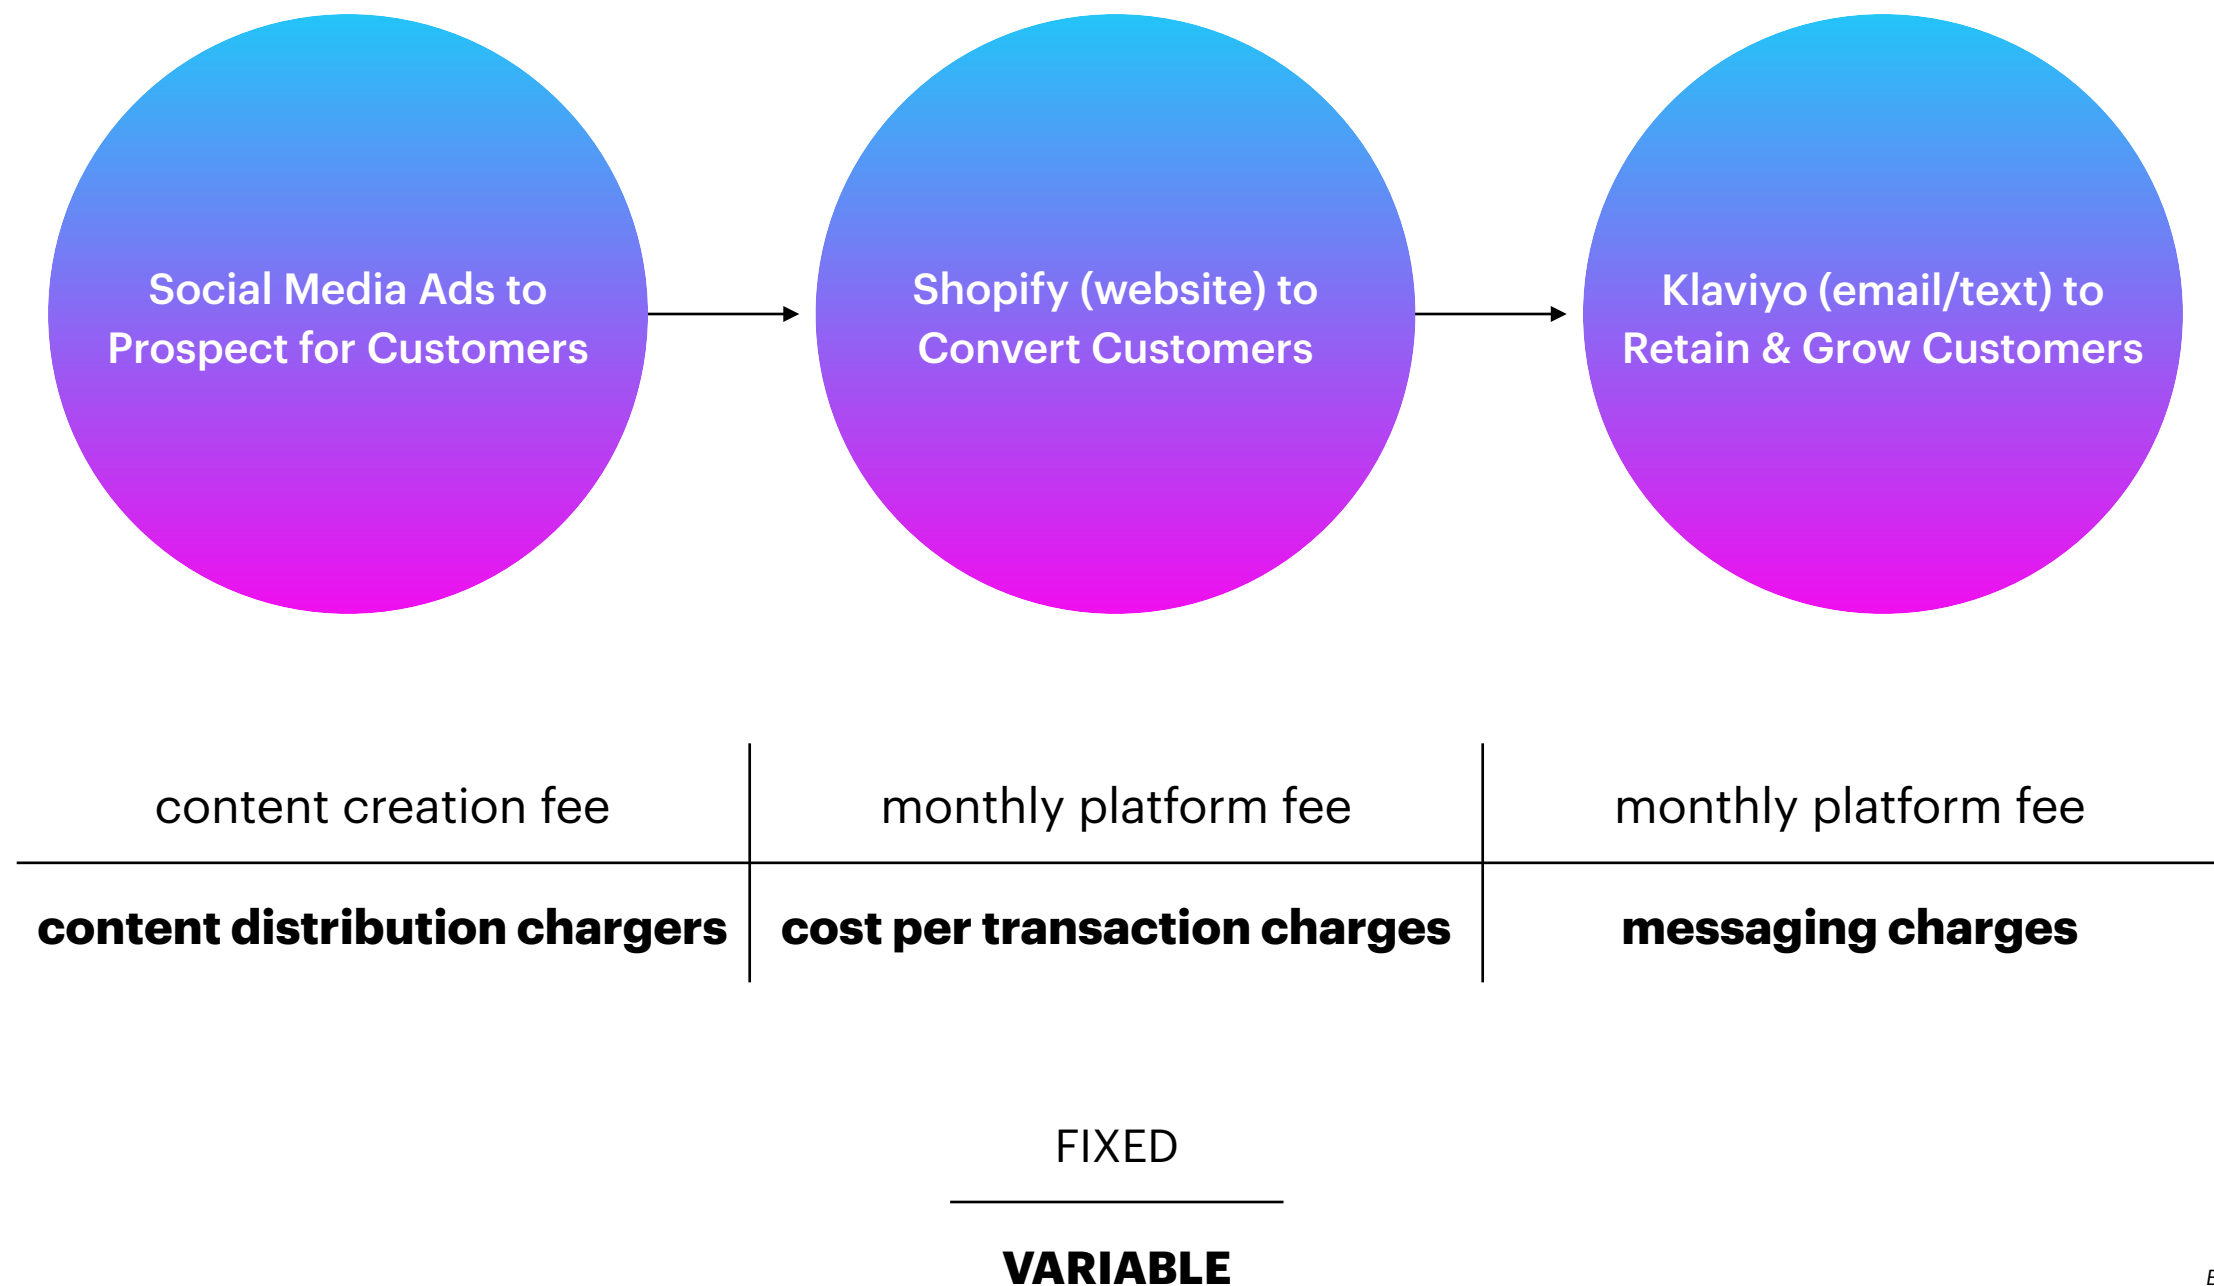 Social Media Ads to
Prospect for Customers
Shopify (website) to
Convert Customers
Klaviyo (email/text) to
Retain & Grow Customers
content creation fee
monthly platform fee
monthly platform fee
content distribution chargers
cost per transaction charges
messaging charges
FIXED
VARIABLE